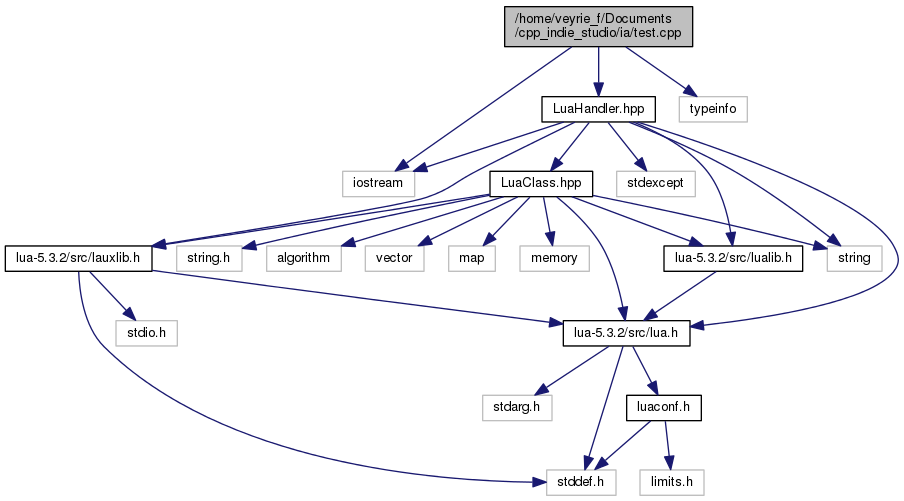 /home/veyrie_f/Documents
/cpp_indie_studio/ia/test.cpp
LuaHandler.hpp
typeinfo
iostream
LuaClass.hpp
stdexcept
lua-5.3.2/src/lauxlib.h
string.h
algorithm
vector
map
memory
lua-5.3.2/src/lualib.h
string
stdio.h
lua-5.3.2/src/lua.h
stdarg.h
luaconf.h
stddef.h
limits.h